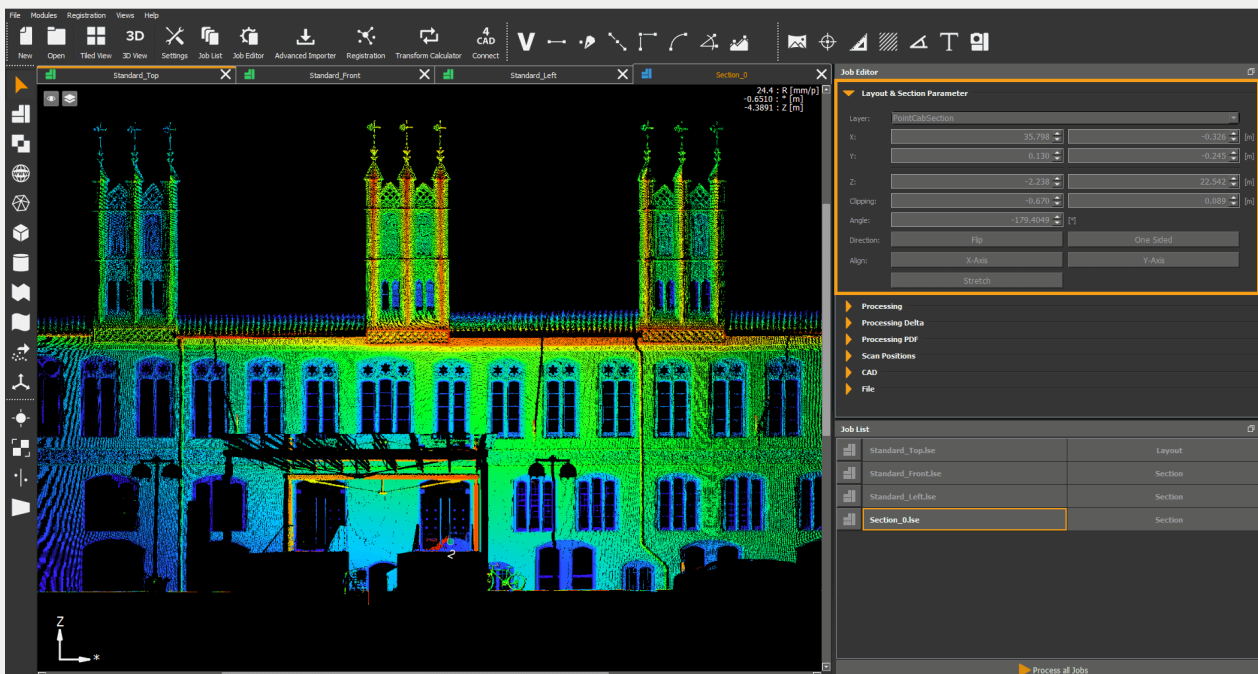 File Modules Registration Views Help
3D 4 CAD V T
New Open Tiled View 3D View Settings Job List Job Editor Advanced Importer Registration Transform Calculator Connect
Standard_Top Standard_Front Standard_Left Section_0
24.4 : R [mm/p]
-0.6510 : * [m]
-4.3891 : Z [m]
WWW
2
Z
*
Job Editor
Layout & Section Parameter
Layer: PointCabSection
X: 35.798 -0.326 [m]
Y: 0.130 -0.245 [m]
Z: -2.238 22.542 [m]
Clipping: -0.670 0.089 [m]
Angle: -179.4049 [°]
Direction: Flip One Sided
Align: X-Axis Y-Axis
Stretch
Processing
Processing Delta
Processing PDF
Scan Positions
CAD
File
Job List
Standard_Top.lse Layout
Standard_Front.lse Section
Standard_Left.lse Section
Section_0.lse Section
Process all Jobs